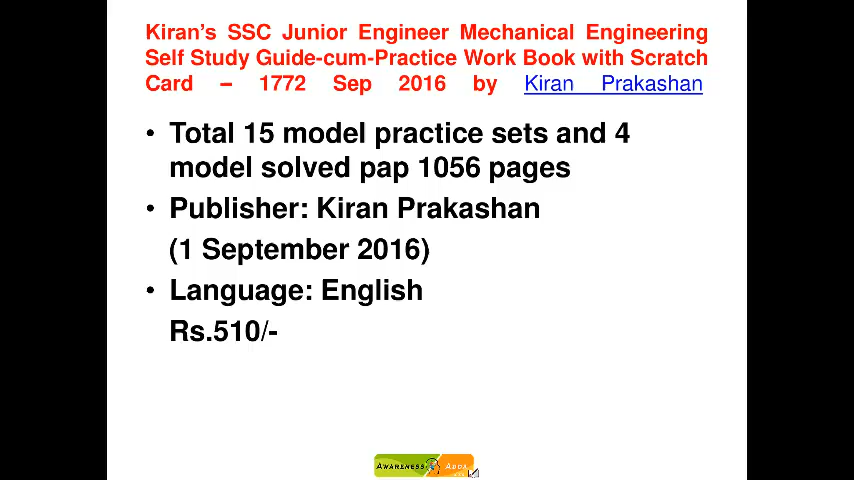 Kiran's SSC Junior Engineer Mechanical Engineering
Self Study Guide-cum-Practice Work Book with Scratch
Card – 1772 Sep 2016 by Kiran Prakashan
• Total 15 model practice sets and 4
model solved pap 1056 pages
• Publisher: Kiran Prakashan
(1 September 2016)
• Language: English
Rs.510/-
AWARENESS ADDA